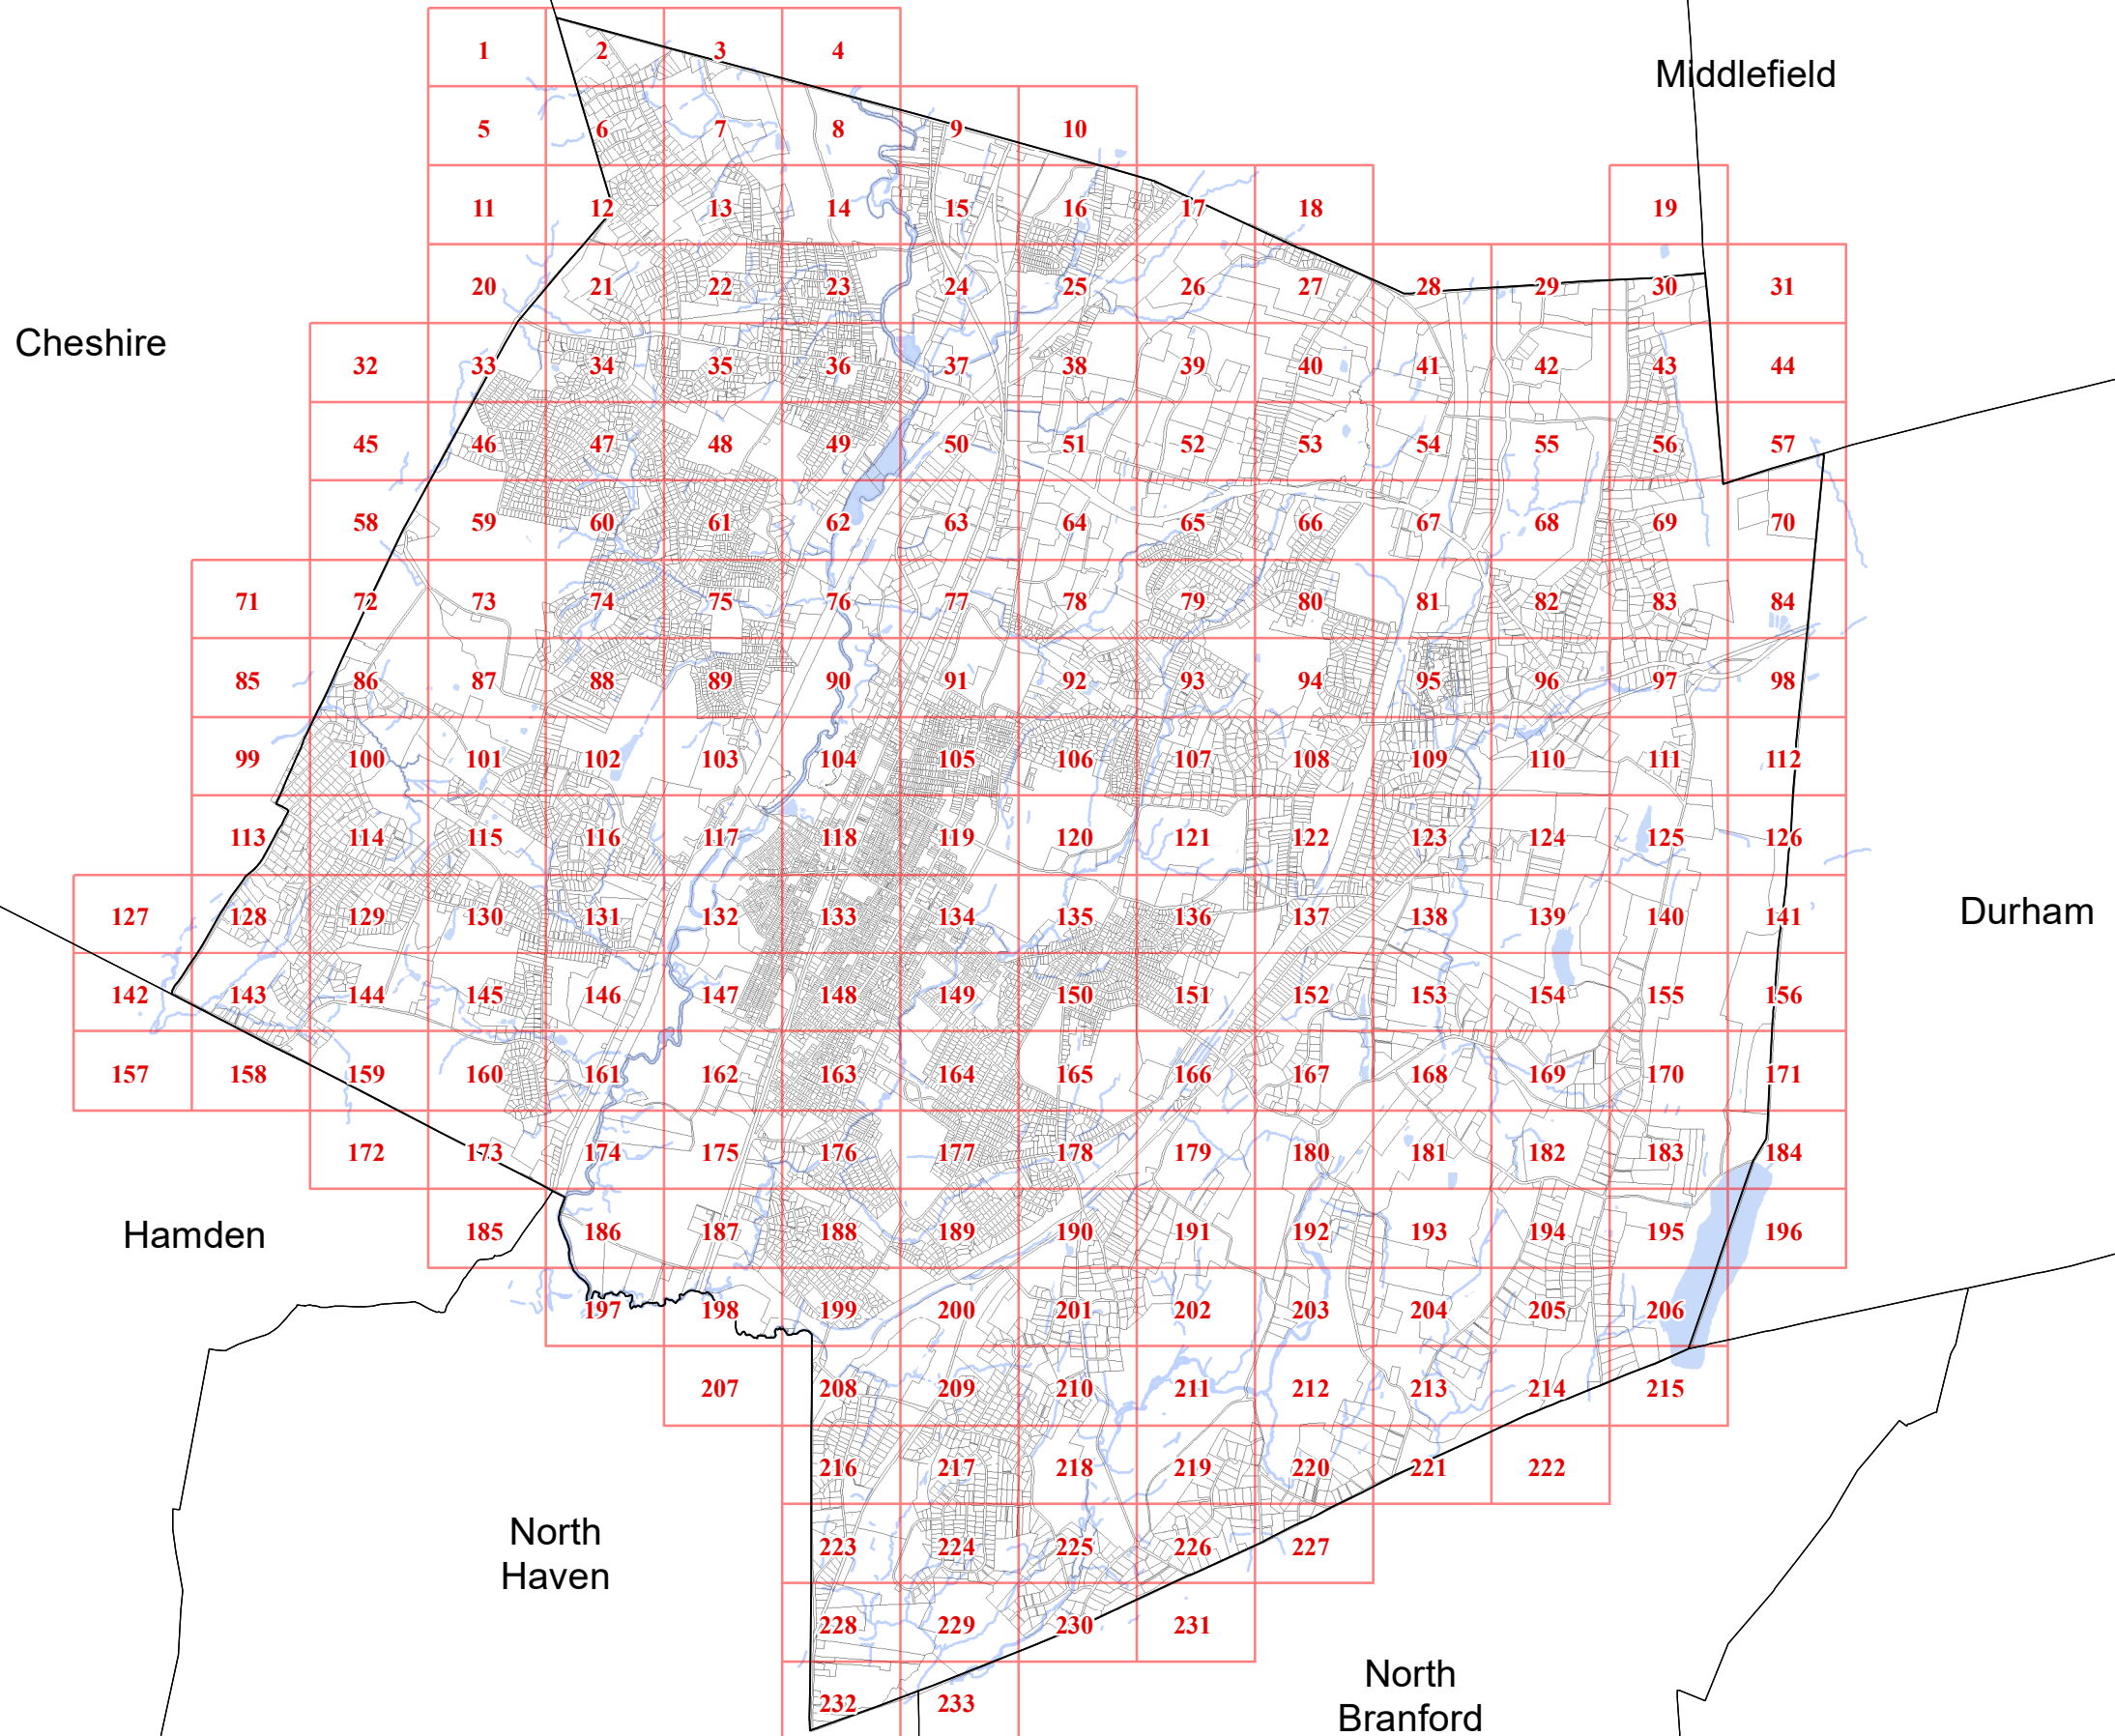 1 2 3 4
Middlefield
5 6 7 8 9 10
11 12 13 14 15 16 17 18 19
20 21 22 23 24 25 26 27 28 29 30 31
Cheshire
32 33 34 35 36 37 38 39 40 41 42 43 44
45 46 47 48 49 50 51 52 53 54 55 56 57
58 59 60 61 62 63 64 65 66 67 68 69 70
71 72 73 74 75 76 77 78 79 80 81 82 83 84
85 86 87 88 89 90 91 92 93 94 95 96 97 98
99 100 101 102 103 104 105 106 107 108 109 110 111 112
113 114 115 116 117 118 119 120 121 122 123 124 125 126
127 128 129 130 131 132 133 134 135 136 137 138 139 140 141
Durham
142 143 144 145 146 147 148 149 150 151 152 153 154 155 156
157 158 159 160 161 162 163 164 165 166 167 168 169 170 171
172 173 174 175 176 177 178 179 180 181 182 183 184
Hamden
185 186 187 188 189 190 191 192 193 194 195 196
197 198 199 200 201 202 203 204 205 206
207 208 209 210 211 212 213 214 215
216 217 218 219 220 221 222
North
Haven
223 224 225 226 227
228 229 230 231
North
Branford
232 233